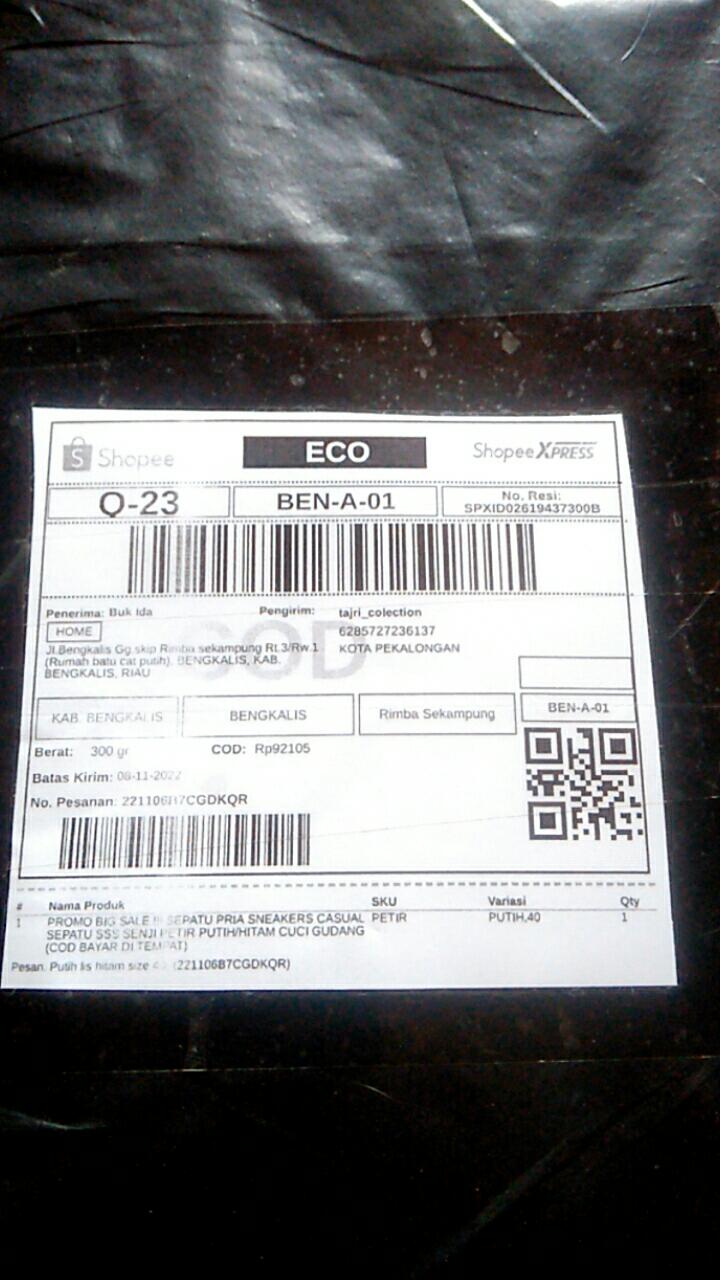 Shopee
ECO
Shopee XPRESS
Q-23
BEN-A-01
No. Resi:
SPXID02619437300B
Penerima: Buk Ida
Pengirim:
tajri_colection
HOME
6285727236137
KOTA PEKALONGAN
COD
Jl.Bengkalis Gg.skip Rimba sekampung Rt.3/Rw.1
(Rumah batu cat putih), BENGKALIS, KAB.
BENGKALIS, RIAU
KAB. BENGKALIS
BENGKALIS
Rimba Sekampung
BEN-A-01
Berat: 300 gr
COD: Rp92105
Batas Kirim: 08-11-2022
No. Pesanan: 221106B7CGDKQR
# Nama Produk SKU Variasi Qty
1 PROMO BIG SALE !!! SEPATU PRIA SNEAKERS CASUAL PETIR PUTIH,40 1
SEPATU SSS SENJI PETIR PUTIH/HITAM CUCI GUDANG
(COD BAYAR DI TEMPAT)
Pesan: Putih lis hitam size (221106B7CGDKQR)